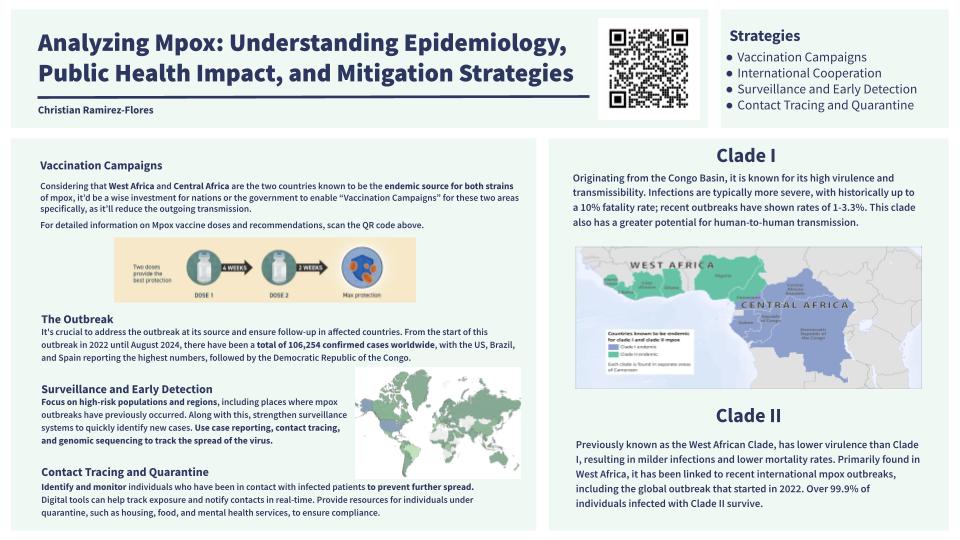 Analyzing Mpox: Understanding Epidemiology,
Public Health Impact, and Mitigation Strategies
Christian Ramirez-Flores
Strategies
● Vaccination Campaigns
● International Cooperation
● Surveillance and Early Detection
● Contact Tracing and Quarantine
Vaccination Campaigns
Considering that West Africa and Central Africa are the two countries known to be the endemic source for both strains
of mpox, it'd be a wise investment for nations or the government to enable “Vaccination Campaigns” for these two areas
specifically, as it'll reduce the outgoing transmission.
For detailed information on Mpox vaccine doses and recommendations, scan the QR code above.
Two doses
provide the
best protection
4 WEEKS
2 WEEKS
DOSE 1
DOSE 2
Max protection
The Outbreak
It's crucial to address the outbreak at its source and ensure follow-up in affected countries. From the start of this
outbreak in 2022 until August 2024, there have been a total of 106,254 confirmed cases worldwide, with the US, Brazil,
and Spain reporting the highest numbers, followed by the Democratic Republic of the Congo.
Surveillance and Early Detection
Focus on high-risk populations and regions, including places where mpox
outbreaks have previously occurred. Along with this, strengthen surveillance
systems to quickly identify new cases. Use case reporting, contact tracing,
and genomic sequencing to track the spread of the virus.
Contact Tracing and Quarantine
Identify and monitor individuals who have been in contact with infected patients to prevent further spread.
Digital tools can help track exposure and notify contacts in real-time. Provide resources for individuals under
quarantine, such as housing, food, and mental health services, to ensure compliance.
Clade I
Originating from the Congo Basin, it is known for its high virulence and
transmissibility. Infections are typically more severe, with historically up to
a 10% fatality rate; recent outbreaks have shown rates of 1-3.3%. This clade
also has a greater potential for human-to-human transmission.
WEST AFRICA
Nigeria
CENTRAL AFRICA
Countries known to be endemic
for clade I and clade II mpox
Clade I endemic
Clade II endemic
Each clade is found in separate areas
of Cameroon
Clade II
Previously known as the West African Clade, has lower virulence than Clade
I, resulting in milder infections and lower mortality rates. Primarily found in
West Africa, it has been linked to recent international mpox outbreaks,
including the global outbreak that started in 2022. Over 99.9% of
individuals infected with Clade II survive.